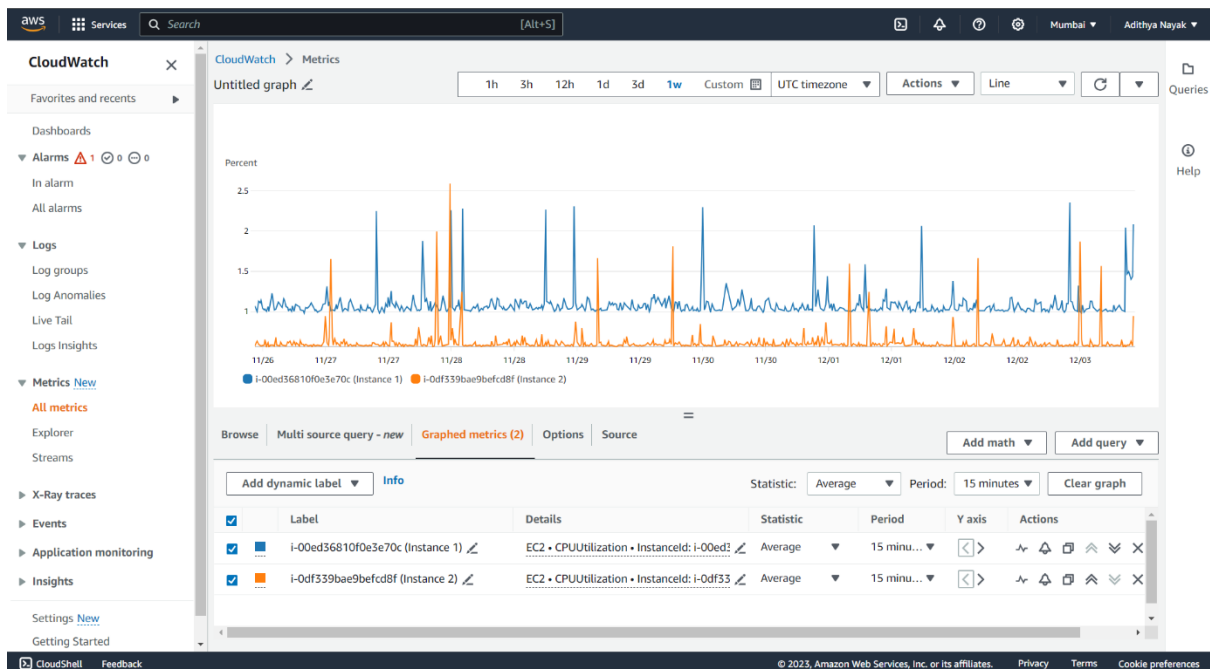 aws Services Search [Alt+S] Mumbai Adithya Nayak
CloudWatch
Favorites and recents
Dashboards
Alarms 1 0 0
In alarm
All alarms
Logs
Log groups
Log Anomalies
Live Tail
Logs Insights
Metrics New
All metrics
Explorer
Streams
X-Ray traces
Events
Application monitoring
Insights
Settings New
Getting Started
CloudWatch > Metrics
Untitled graph 1h 3h 12h 1d 3d 1w Custom UTC timezone Actions Line
Percent
2.5
2
1.5
1
11/26 11/27 11/27 11/28 11/28 11/29 11/29 11/30 11/30 12/01 12/01 12/02 12/02 12/03
i-00ed36810f0e3e70c (Instance 1) i-0df339bae9befcd8f (Instance 2)
Browse Multi source query - new Graphed metrics (2) Options Source Add math Add query
Add dynamic label Info Statistic: Average Period: 15 minutes Clear graph
Label Details Statistic Period Y axis Actions
i-00ed36810f0e3e70c (Instance 1) EC2 • CPUUtilization • InstanceId: i-00ed3 Average 15 minu...
i-0df339bae9befcd8f (Instance 2) EC2 • CPUUtilization • InstanceId: i-0df33 Average 15 minu...
Queries
Help
CloudShell Feedback © 2023, Amazon Web Services, Inc. or its affiliates. Privacy Terms Cookie preferences